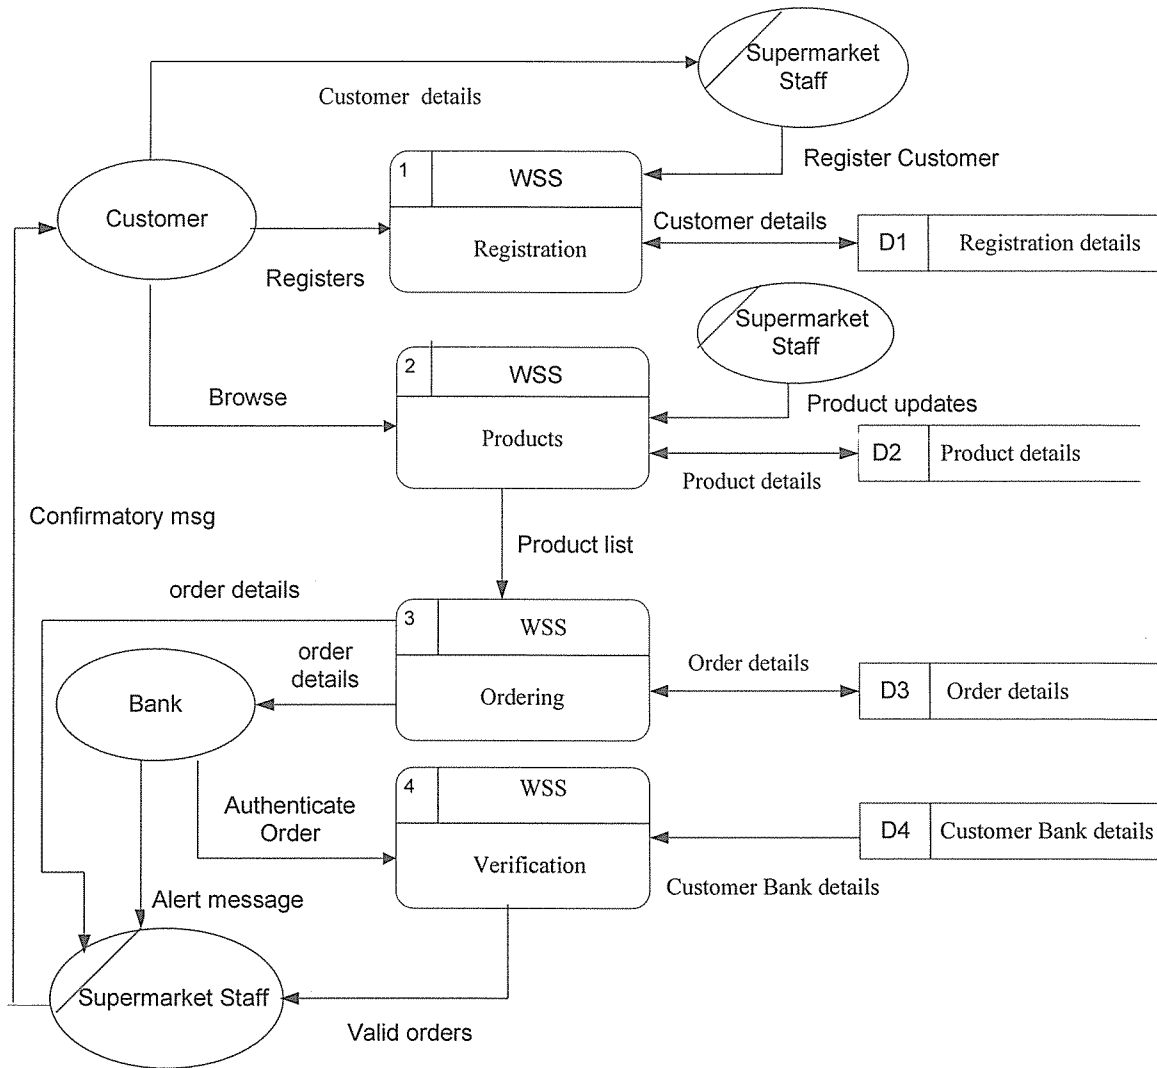 Supermarket
Staff
Customer  details
Register Customer
1
WSS
Customer
Registration
Customer details
D1
Registration details
Registers
Supermarket
Staff
2
WSS
Browse
Product updates
Products
D2
Product details
Product details
Confirmatory msg
Product list
order details
3
WSS
order
details
Order details
Bank
Ordering
D3
Order details
4
WSS
Authenticate
Order
D4
Customer Bank details
Verification
Customer Bank details
Alert message
Supermarket Staff
Valid orders